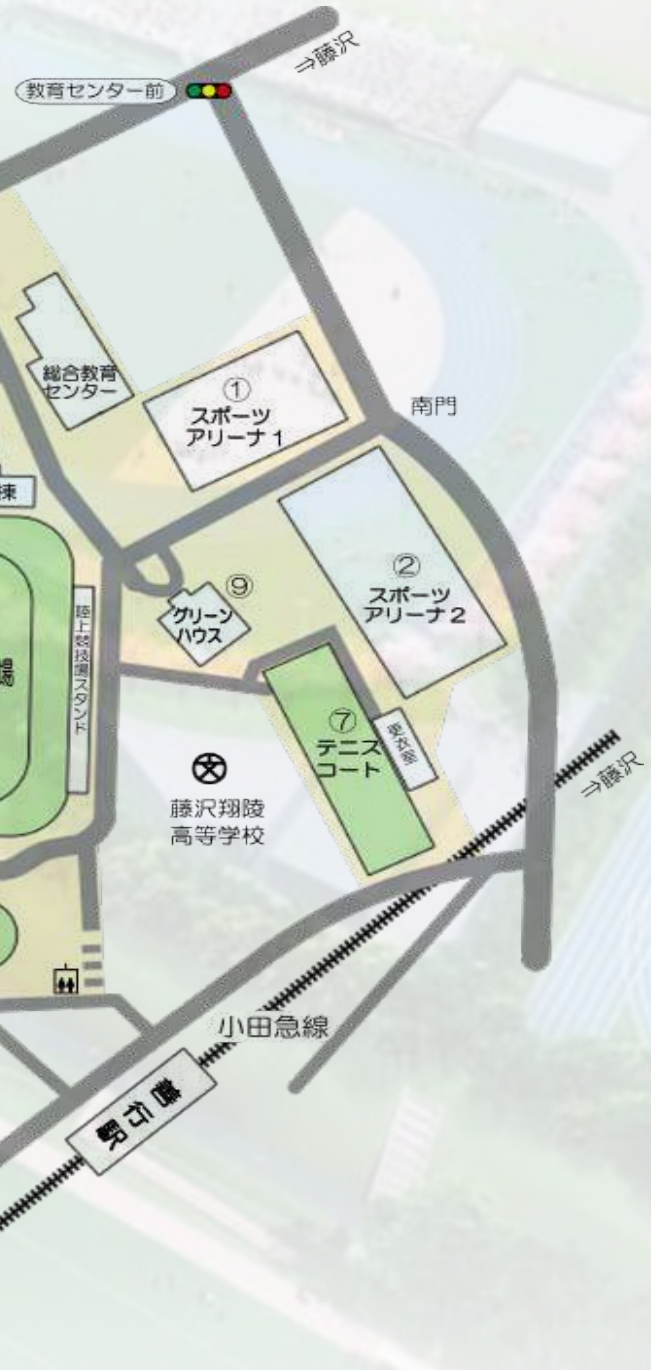 ⇒藤沢
教育センター前
総合教育
センター
①
スポーツ
アリーナ1
南門
棟
②
スポーツ
アリーナ2
⑨
グリーン
ハウス
陸上競技場スタンド
場
⑦
テニス
コート
更衣室
⇒藤沢
藤沢翔陵
高等学校
小田急線
善行駅